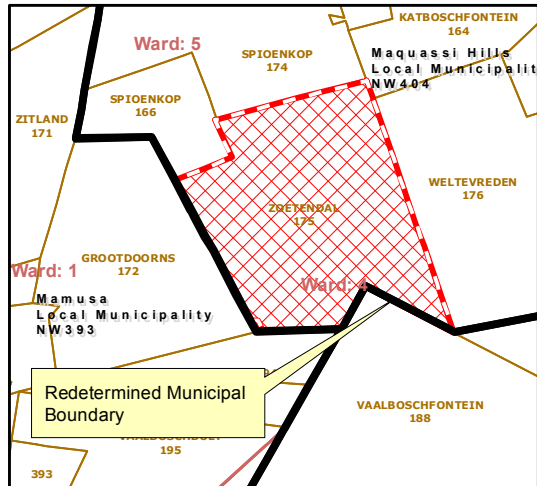 KATBOSCHFONTEIN
164
Ward: 5
SPIOENKOP
174
Maquassi Hills
Local Municipalit
NW404
SPIOENKOP
166
ZITLAND
171
WELTEVREDEN
176
ZOETENDAL
175
GROOTDOORNS
172
Ward: 1
Ward: 4
Mamusa
Local Municipality
NW393
Redetermined Municipal
Boundary
VAALBOSCHFONTEIN
188
195
393